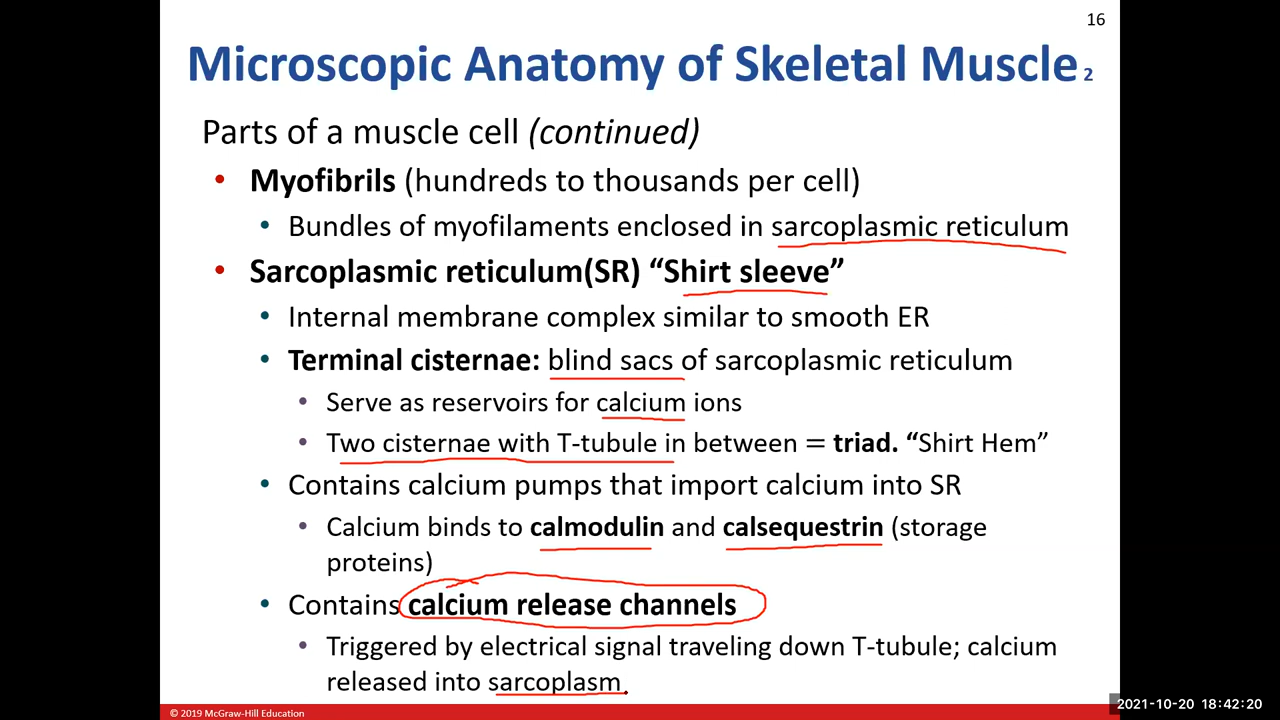 16
Microscopic Anatomy of Skeletal Muscle 2
Parts of a muscle cell (continued)
• Myofibrils (hundreds to thousands per cell)
• Bundles of myofilaments enclosed in sarcoplasmic reticulum
• Sarcoplasmic reticulum(SR) “Shirt sleeve”
• Internal membrane complex similar to smooth ER
• Terminal cisternae: blind sacs of sarcoplasmic reticulum
• Serve as reservoirs for calcium ions
• Two cisternae with T-tubule in between = triad. “Shirt Hem”
• Contains calcium pumps that import calcium into SR
• Calcium binds to calmodulin and calsequestrin (storage
proteins)
• Contains calcium release channels
• Triggered by electrical signal traveling down T-tubule; calcium
released into sarcoplasm.
© 2019 McGraw-Hill Education
2021-10-20 18:42:20